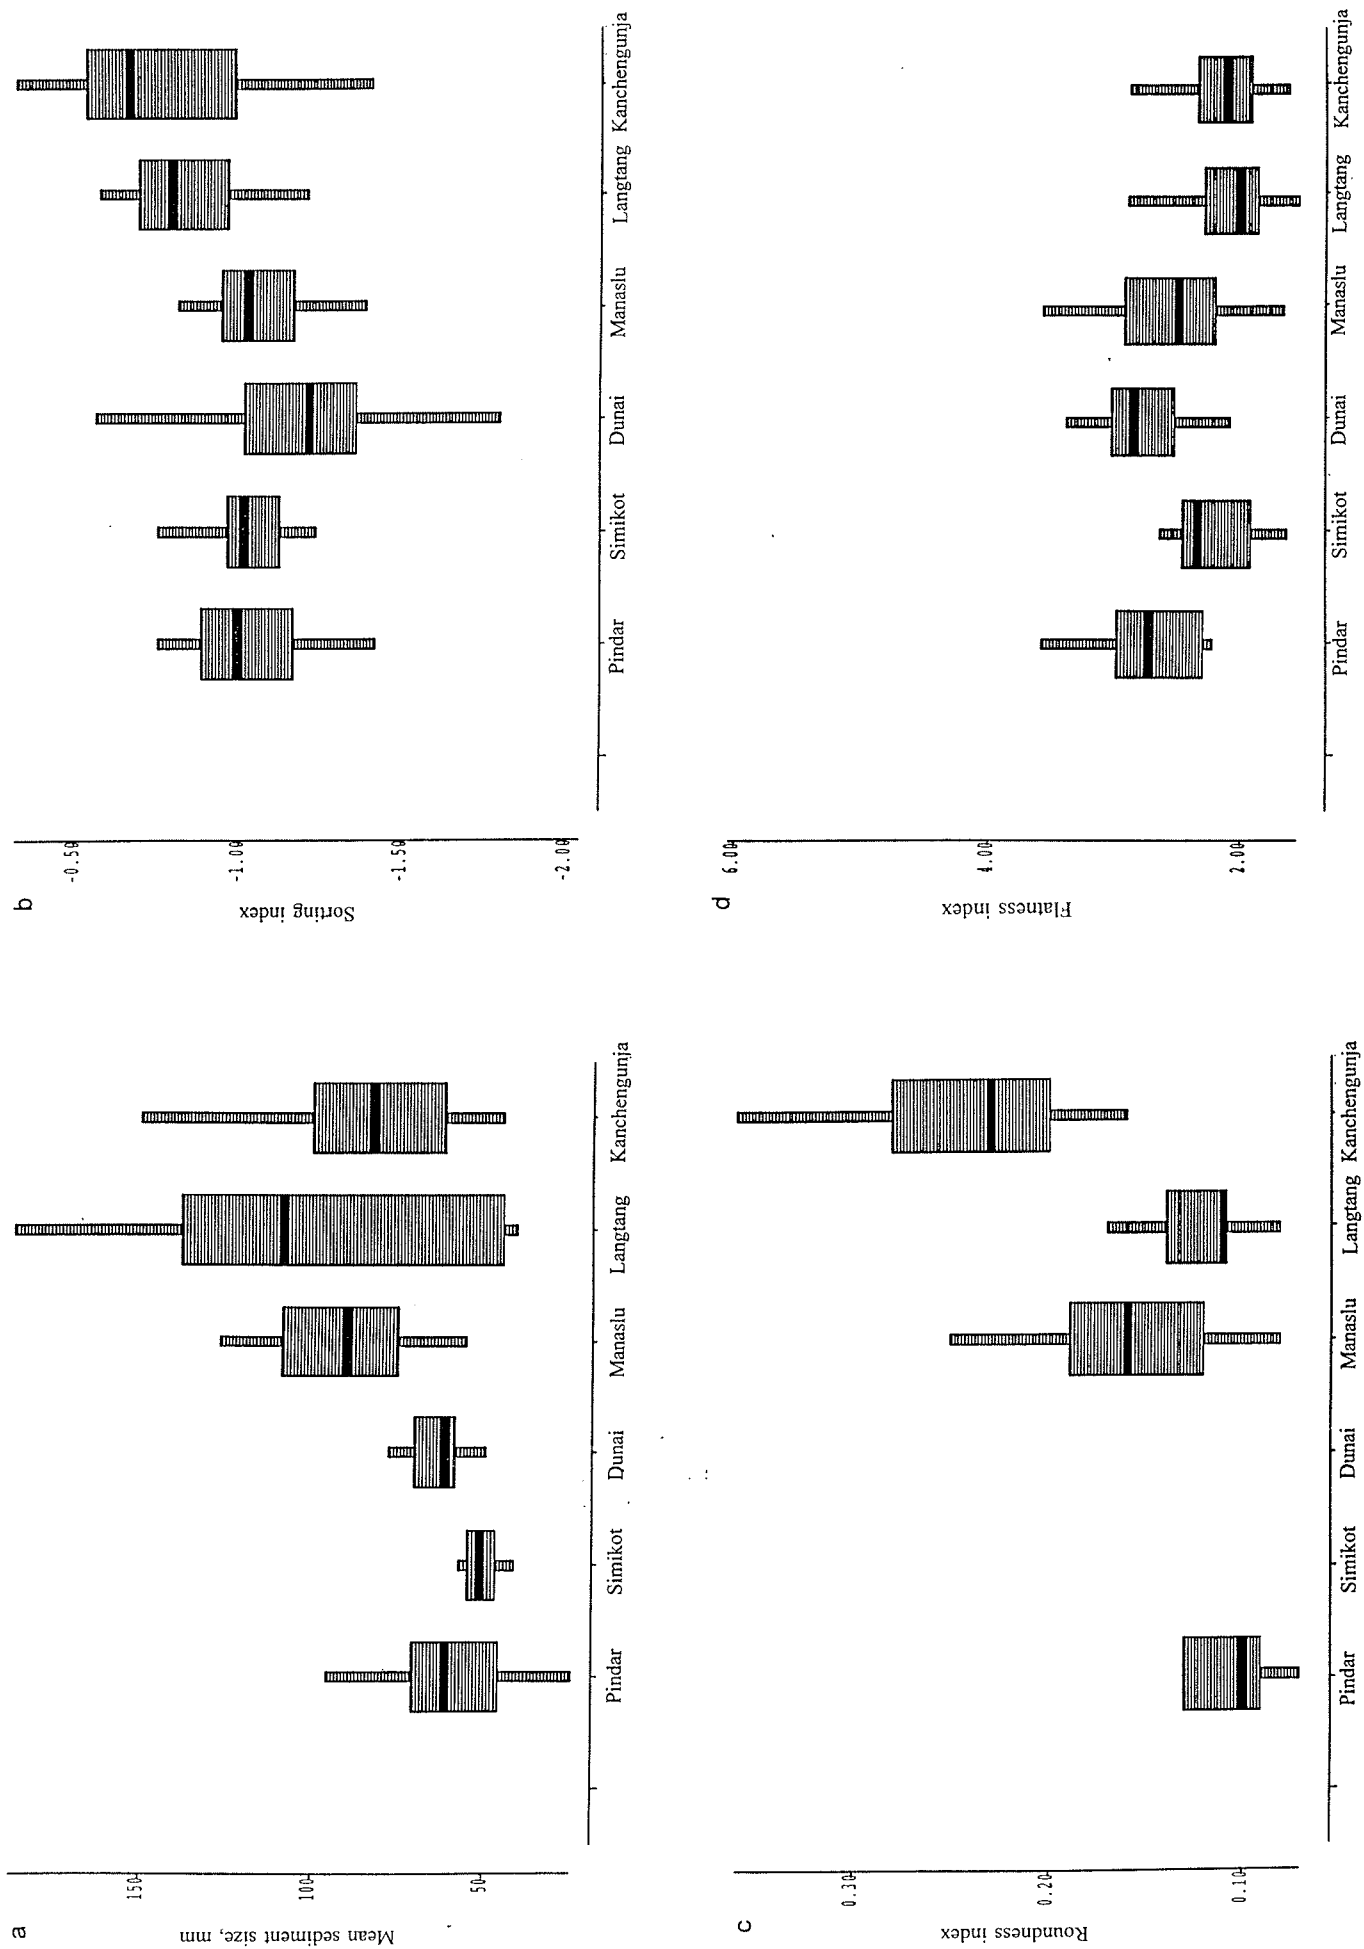 a
Mean sediment size, mm
150
100
50
Pindar
Simikot
Dunai
Manaslu
Langtang
Kanchengunja
b
Sorting index
-0.50
-1.00
-1.50
-2.00
Pindar
Simikot
Dunai
Manaslu
Langtang
Kanchengunja
c
Roundness index
0.30
0.20
0.10
Pindar
Simikot
Dunai
Manaslu
Langtang
Kanchengunja
d
Flatness index
6.00
4.00
2.00
Pindar
Simikot
Dunai
Manaslu
Langtang
Kanchengunja